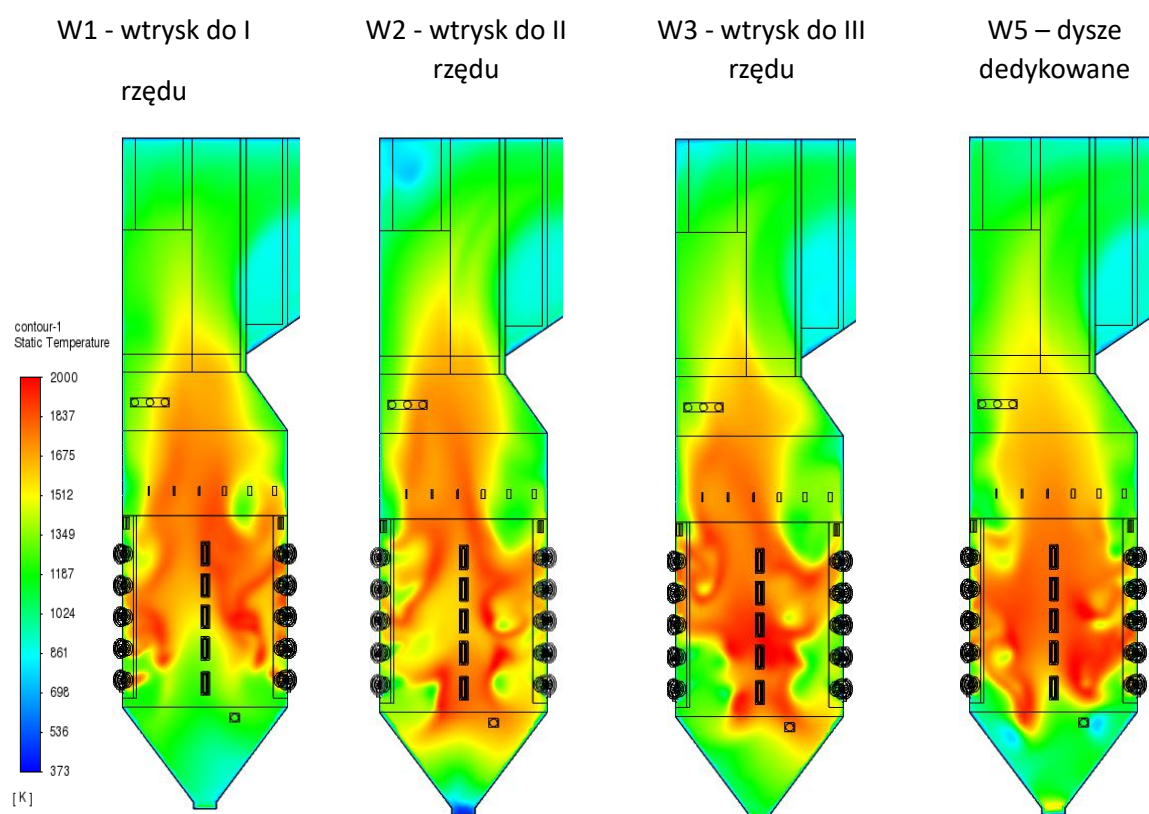 W1 - wtrysk do I
rzędu
W2 - wtrysk do II
rzędu
W3 - wtrysk do III
rzędu
W5 – dysze
dedykowane
contour-1
Static Temperature
2000
1837
1675
1512
1349
1187
1024
861
698
536
373
[ K ]